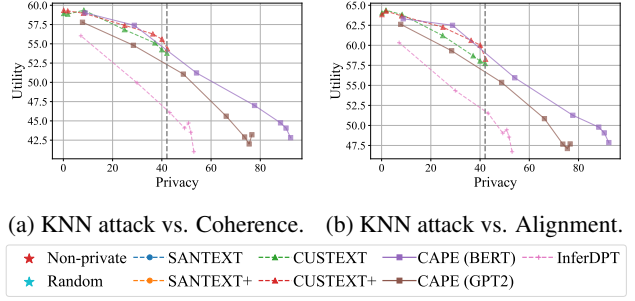 60.0
57.5
55.0
52.5
50.0
47.5
45.0
42.5
Utility
0 20 40 60 80
Privacy
65.0
62.5
60.0
57.5
55.0
52.5
50.0
47.5
Utility
0 20 40 60 80
Privacy
(a) KNN attack vs. Coherence. (b) KNN attack vs. Alignment.
Non-private SANTEXT CUSTEXT CAPE (BERT) InferDPT
Random SANTEXT+ CUSTEXT+ CAPE (GPT2)